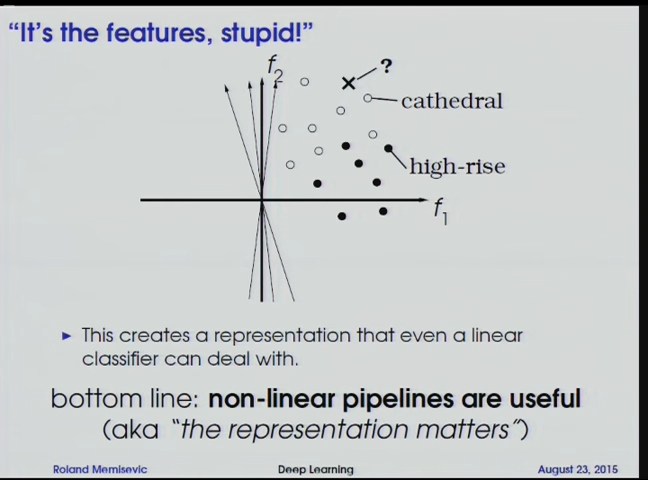 “It's the features, stupid!”
f2
?
cathedral
high-rise
f1
This creates a representation that even a linear
classifier can deal with.
bottom line: non-linear pipelines are useful
(aka “the representation matters”)
Roland Memisevic Deep Learning August 23, 2015